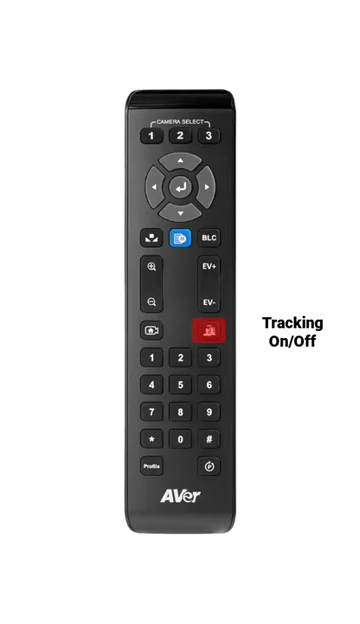 CAMERA SELECT
1 2 3
BLC
EV+
EV-
Tracking
On/Off
1 2 3
4 5 6
7 8 9
* 0 #
Profile
P
AVer